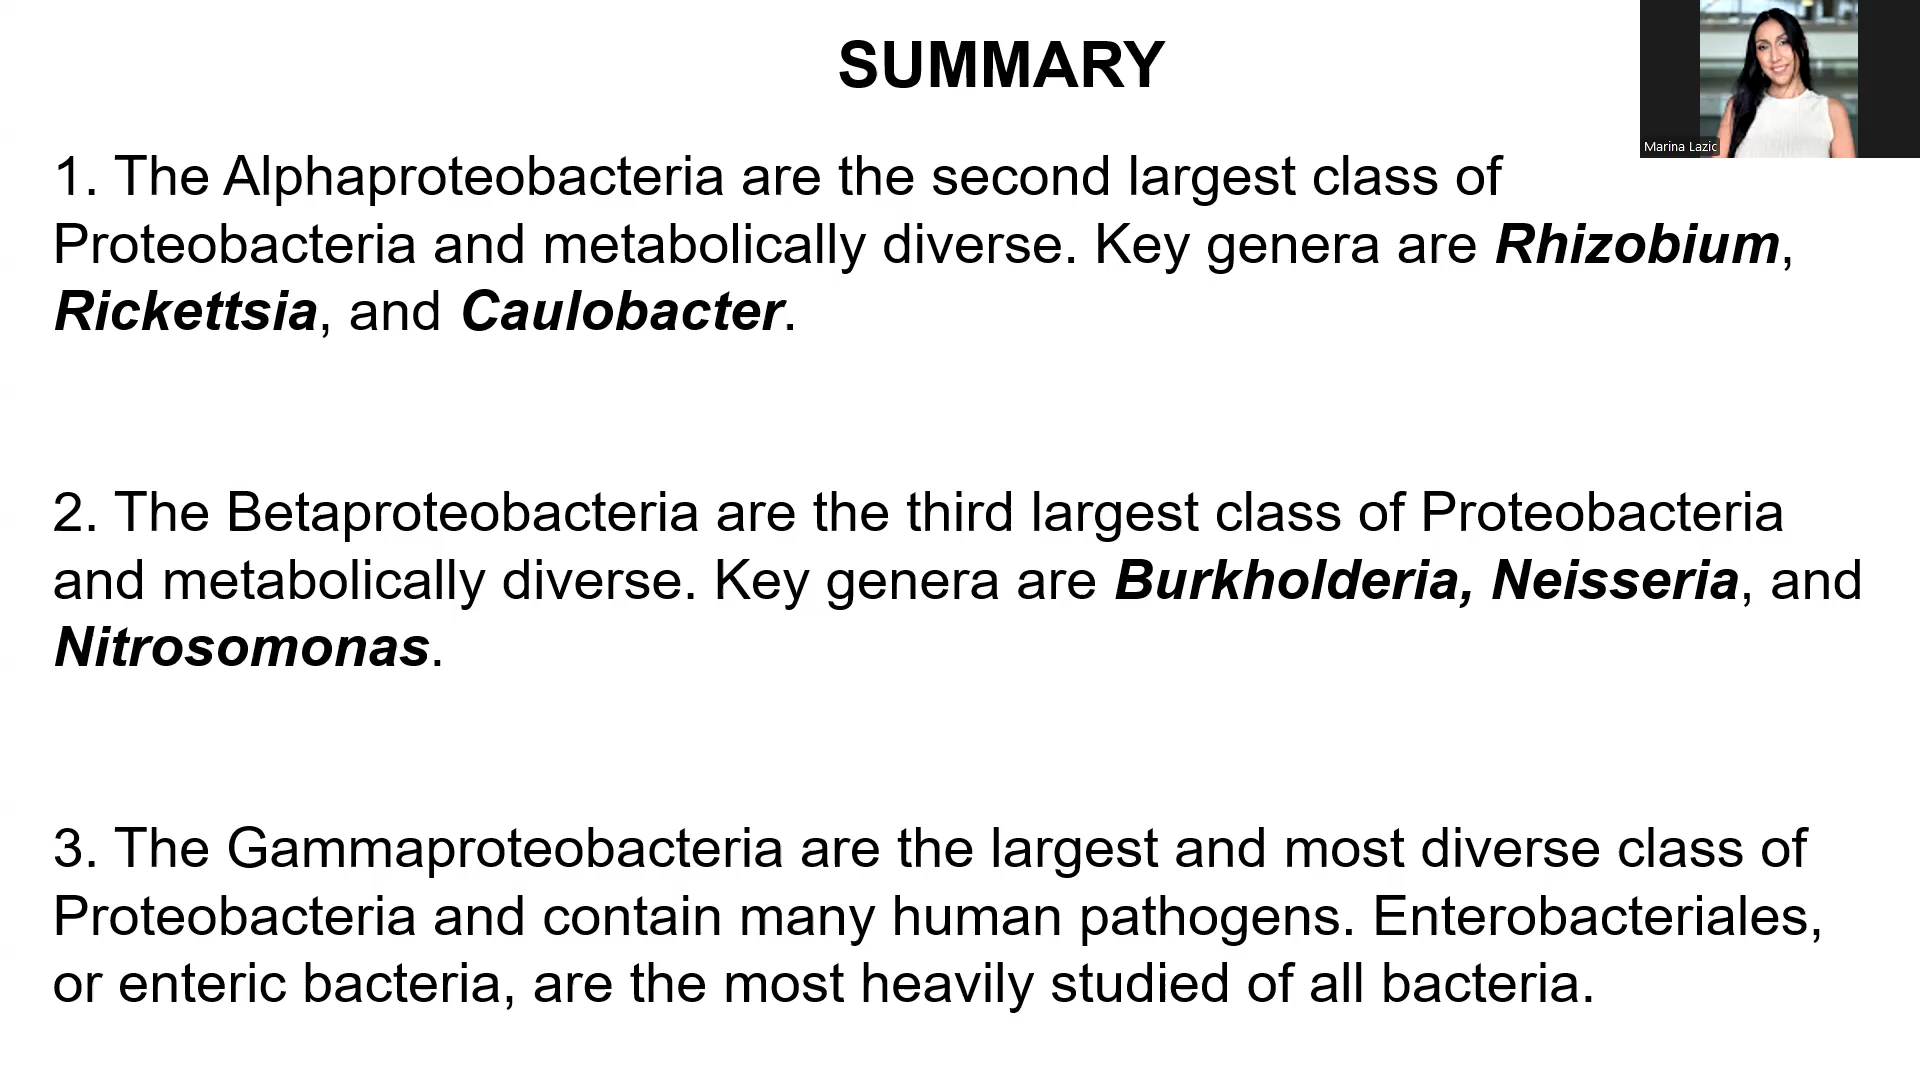 SUMMARY
Marina Lazic
1. The Alphaproteobacteria are the second largest class of
Proteobacteria and metabolically diverse. Key genera are Rhizobium,
Rickettsia, and Caulobacter.
2. The Betaproteobacteria are the third largest class of Proteobacteria
and metabolically diverse. Key genera are Burkholderia, Neisseria, and
Nitrosomonas.
3. The Gammaproteobacteria are the largest and most diverse class of
Proteobacteria and contain many human pathogens. Enterobacteriales,
or enteric bacteria, are the most heavily studied of all bacteria.